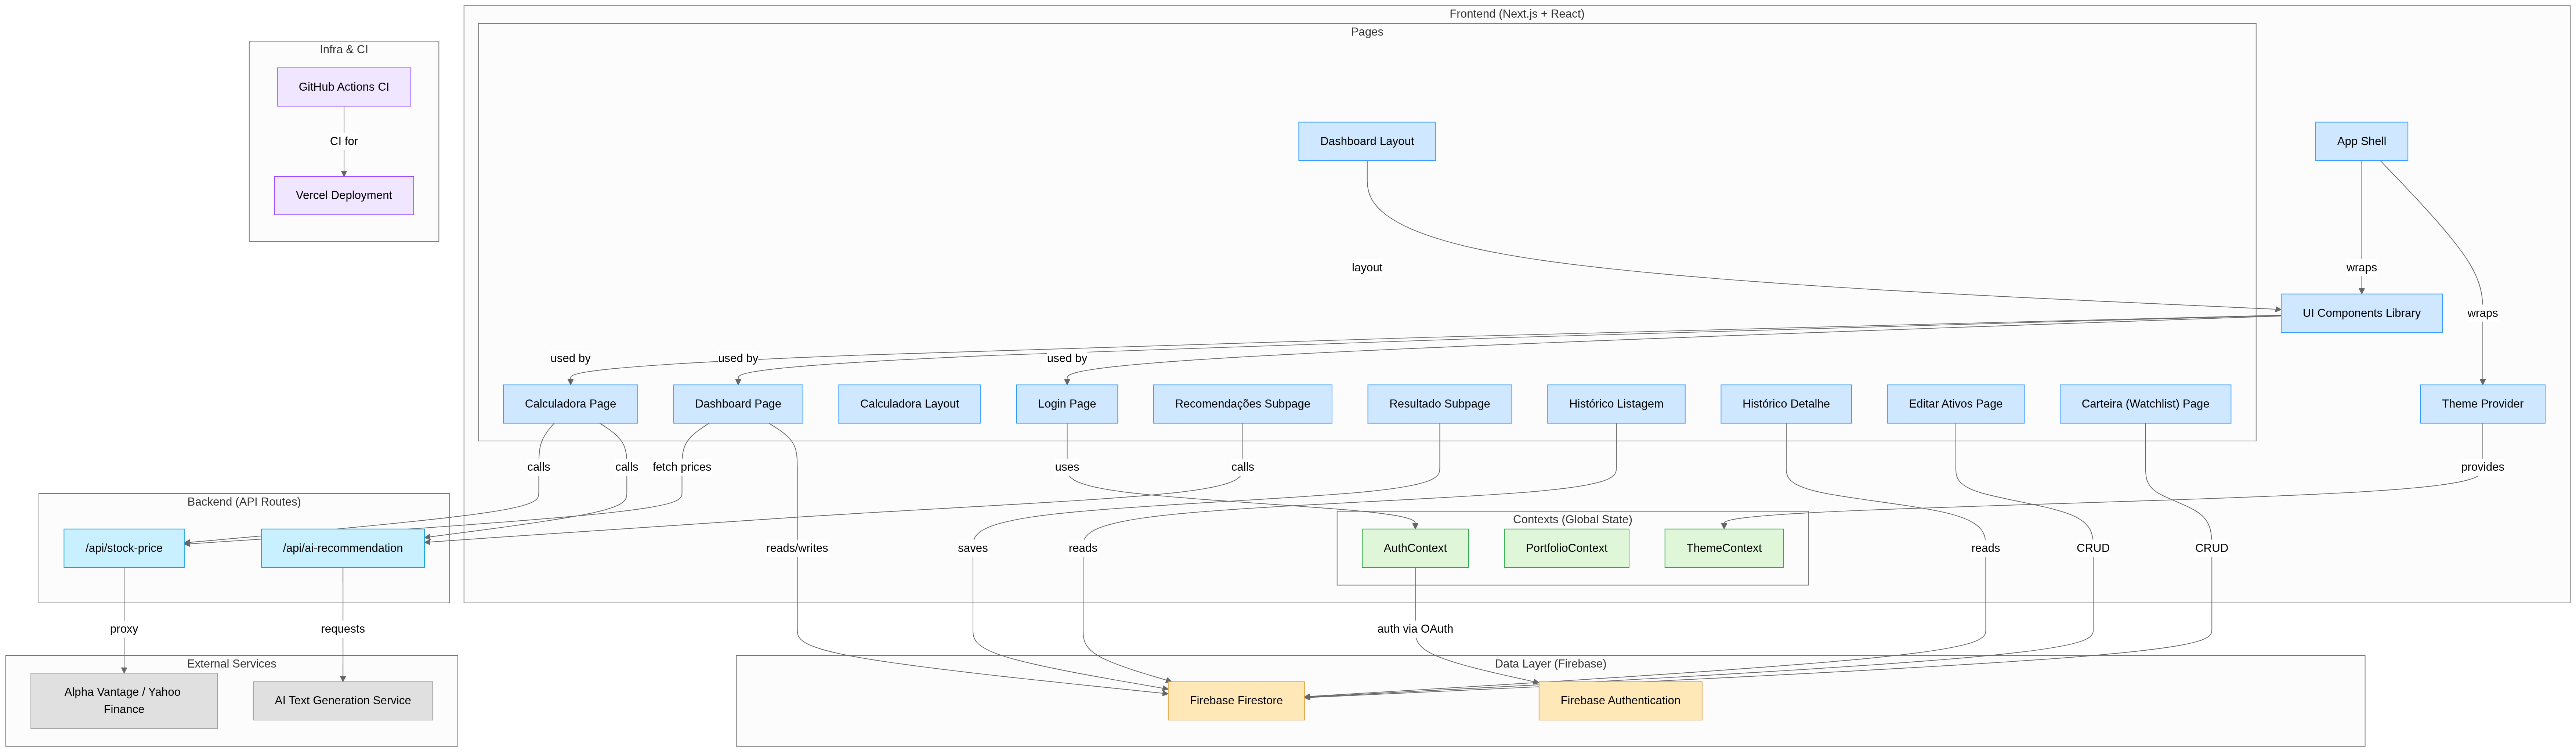 Frontend (Next.js + React)
Pages
Infra & CI
GitHub Actions CI
CI for
Vercel Deployment
Dashboard Layout
App Shell
layout
wraps
UI Components Library
wraps
used by
used by
used by
Calculadora Page
Dashboard Page
Calculadora Layout
Login Page
Recomendações Subpage
Resultado Subpage
Histórico Listagem
Histórico Detalhe
Editar Ativos Page
Carteira (Watchlist) Page
Theme Provider
calls
calls
fetch prices
uses
calls
provides
Backend (API Routes)
/api/stock-price
/api/ai-recommendation
reads/writes
saves
reads
Contexts (Global State)
AuthContext
PortfolioContext
ThemeContext
reads
CRUD
CRUD
proxy
requests
auth via OAuth
External Services
Alpha Vantage / Yahoo
Finance
AI Text Generation Service
Data Layer (Firebase)
Firebase Firestore
Firebase Authentication